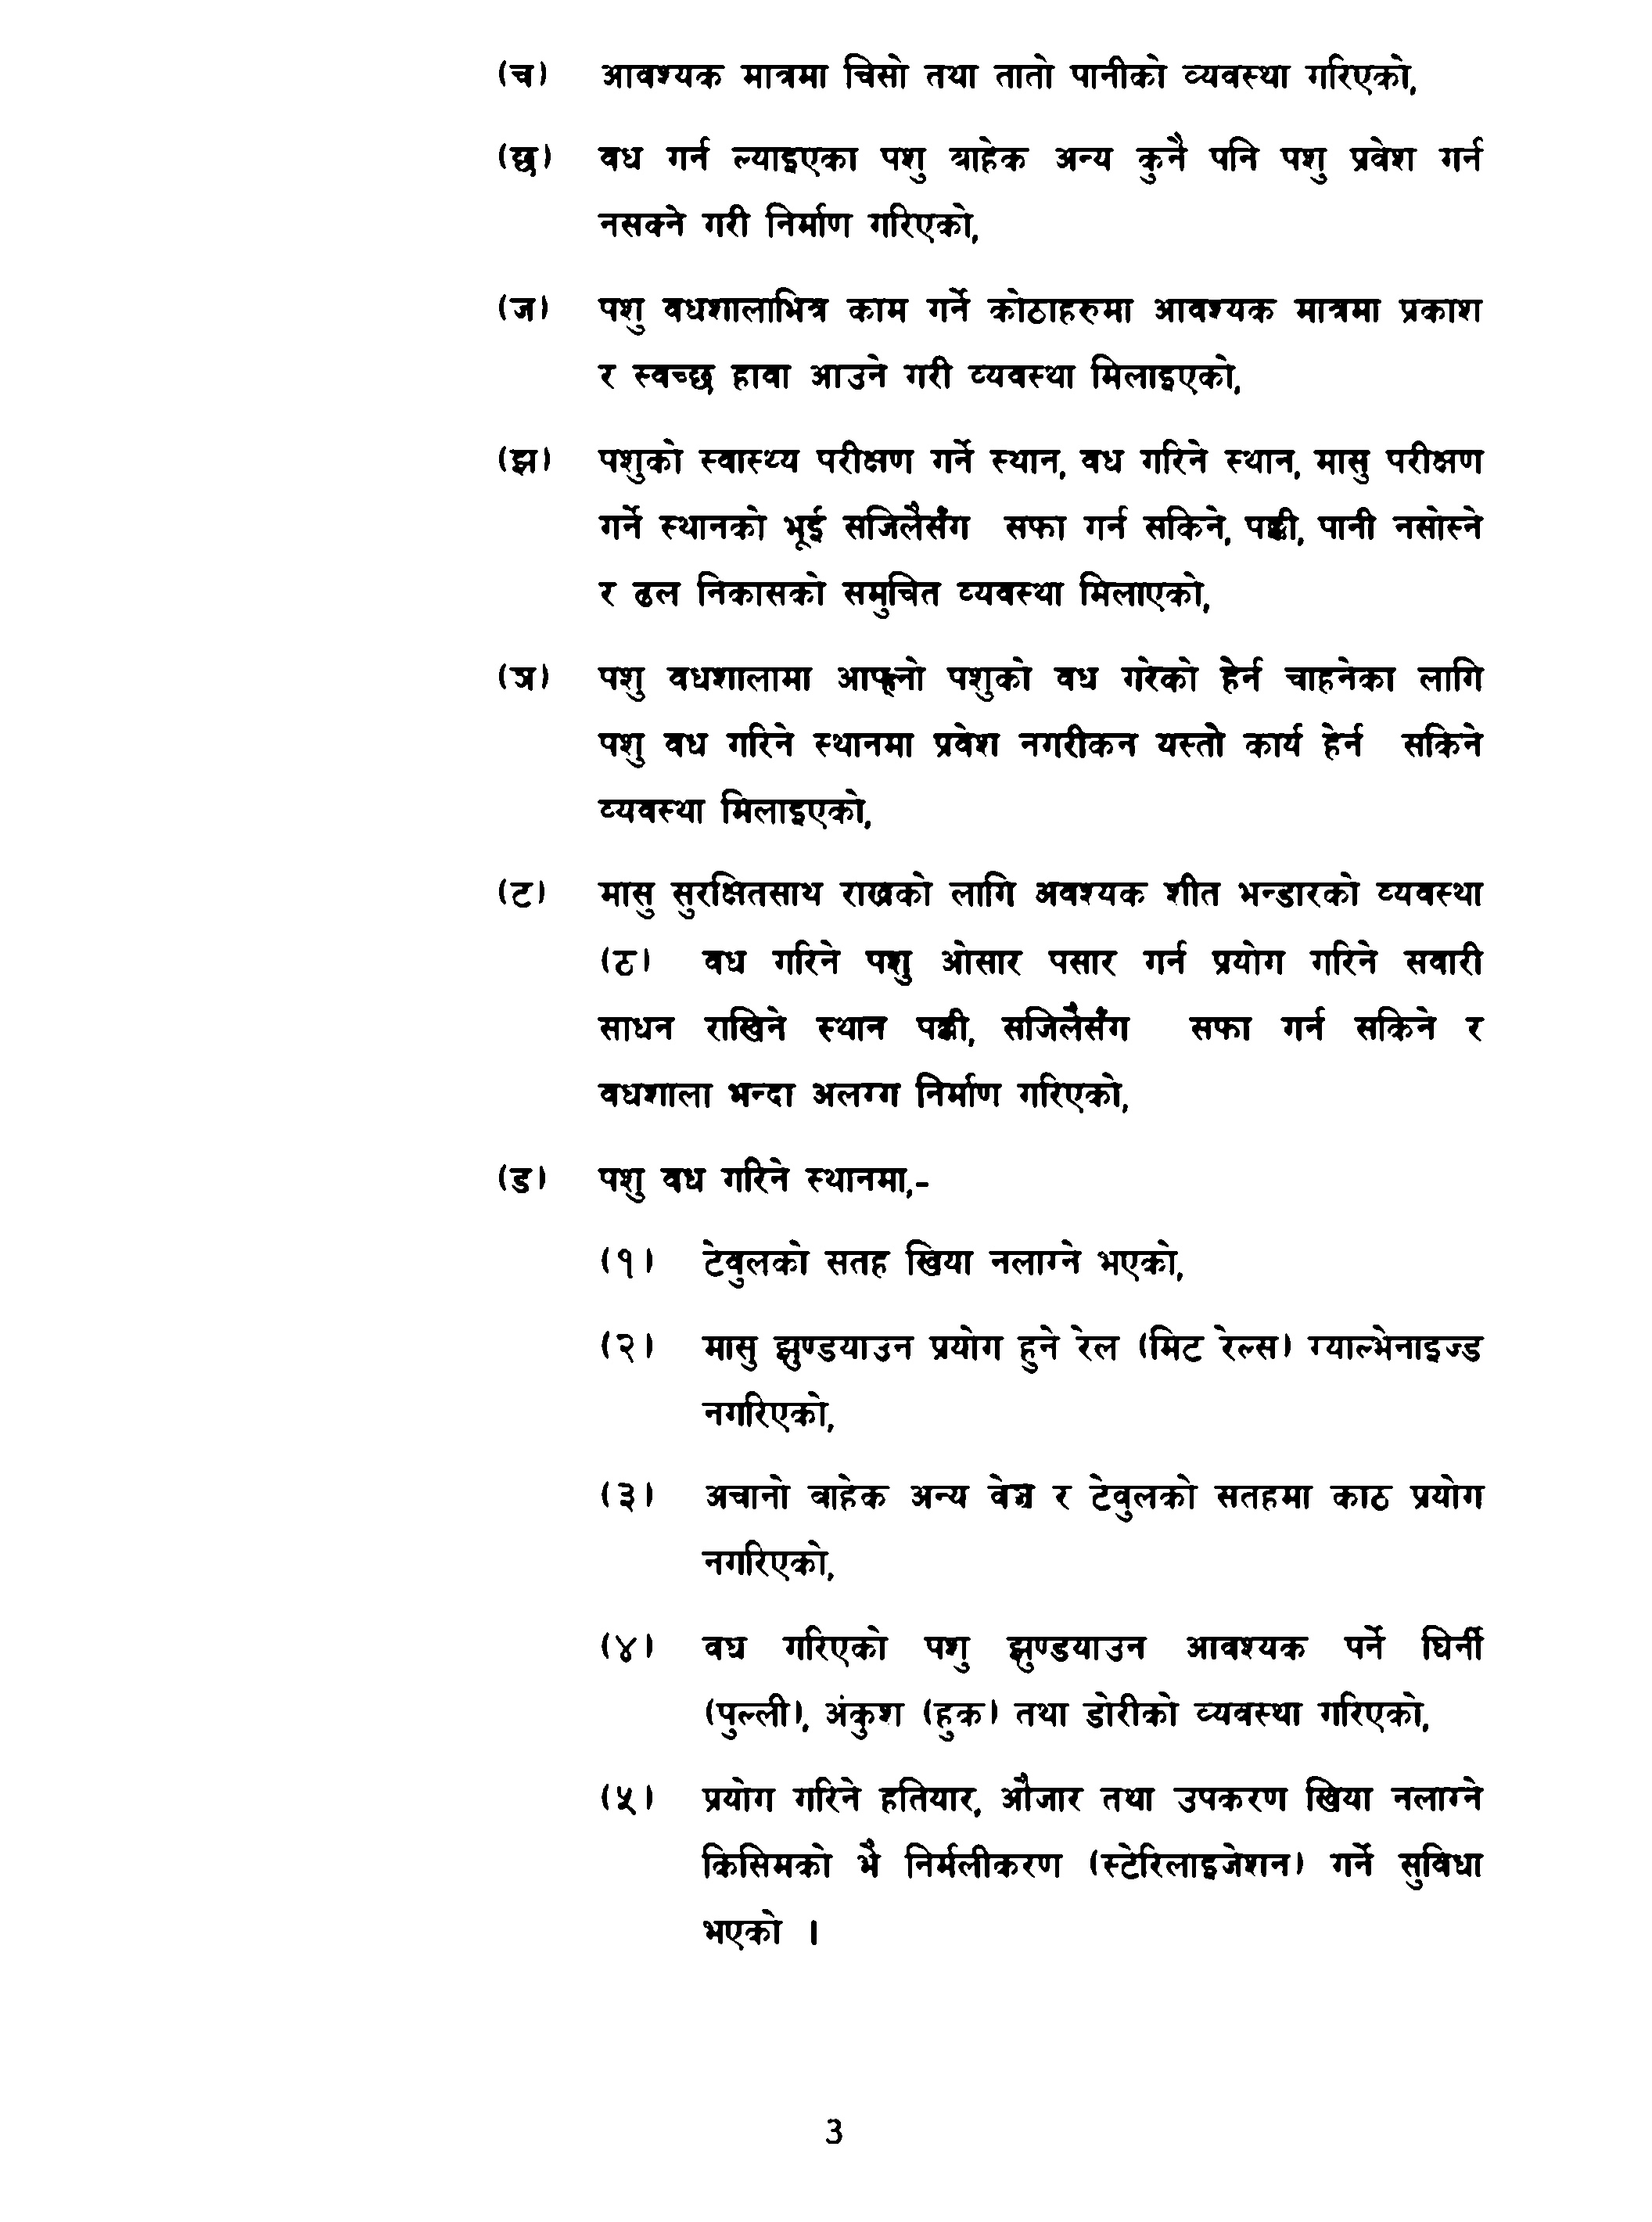 (च) आवश्यक मात्रमा चिसो तथा तातो पानीको व्यवस्था गरिएको,
(छ) वध गर्न ल्याइएका पशु बाहेक अन्य कुनै पनि पशु प्रवेश गर्न
नसक्ने गरी निर्माण गरिएको,
(ज) पशु वधशालाभित्र काम गर्ने कोठाहरुमा आवश्यक मात्रमा प्रकाश
र स्वच्छ हावा आउने गरी व्यवस्था मिलाइएको,
(झ) पशुको स्वास्थ्य परीक्षण गर्ने स्थान, वध गरिने स्थान, मासु परीक्षण
गर्ने स्थानको भूई सजिलैसँग सफा गर्न सकिने, पक्की, पानी नसोस्ने
र ढल निकासको समुचित व्यवस्था मिलाएको,
(ञ) पशु वधशालामा आफ्नो पशुको वध गरेको हेर्न चाहनेका लागि
पशु वध गरिने स्थानमा प्रवेश नगरीकन यस्तो कार्य हेर्न सकिने
व्यवस्था मिलाइएको,
(ट) मासु सुरक्षितसाथ राख्नको लागि अवश्यक शीत भन्डारको व्यवस्था
(ठ) वध गरिने पशु ओसार पसार गर्न प्रयोग गरिने सवारी
साधन राखिने स्थान पक्की, सजिलैसँग सफा गर्न सकिने र
वधशाला भन्दा अलग्ग निर्माण गरिएको,
(ड) पशु वध गरिने स्थानमा,-
(१) टेवुलको सतह खिया नलाग्ने भएको,
(२) मासु झुण्डयाउन प्रयोग हुने रेल (मिट रेल्स) ग्याल्भेनाइज्ड
नगरिएको,
(३) अचानो बाहेक अन्य वेञ्च र टेवुलको सतहमा काठ प्रयोग
नगरिएको,
(४) वध गरिएको पशु झुण्डयाउन आवश्यक पर्ने घिर्नी
(पुल्ली), अंकुश (हुक) तथा डोरीको व्यवस्था गरिएको,
(५) प्रयोग गरिने हतियार, औजार तथा उपकरण खिया नलाग्ने
किसिमको भै निर्मलीकरण (स्टेरिलाइजेशन) गर्ने सुविधा
भएको ।
3